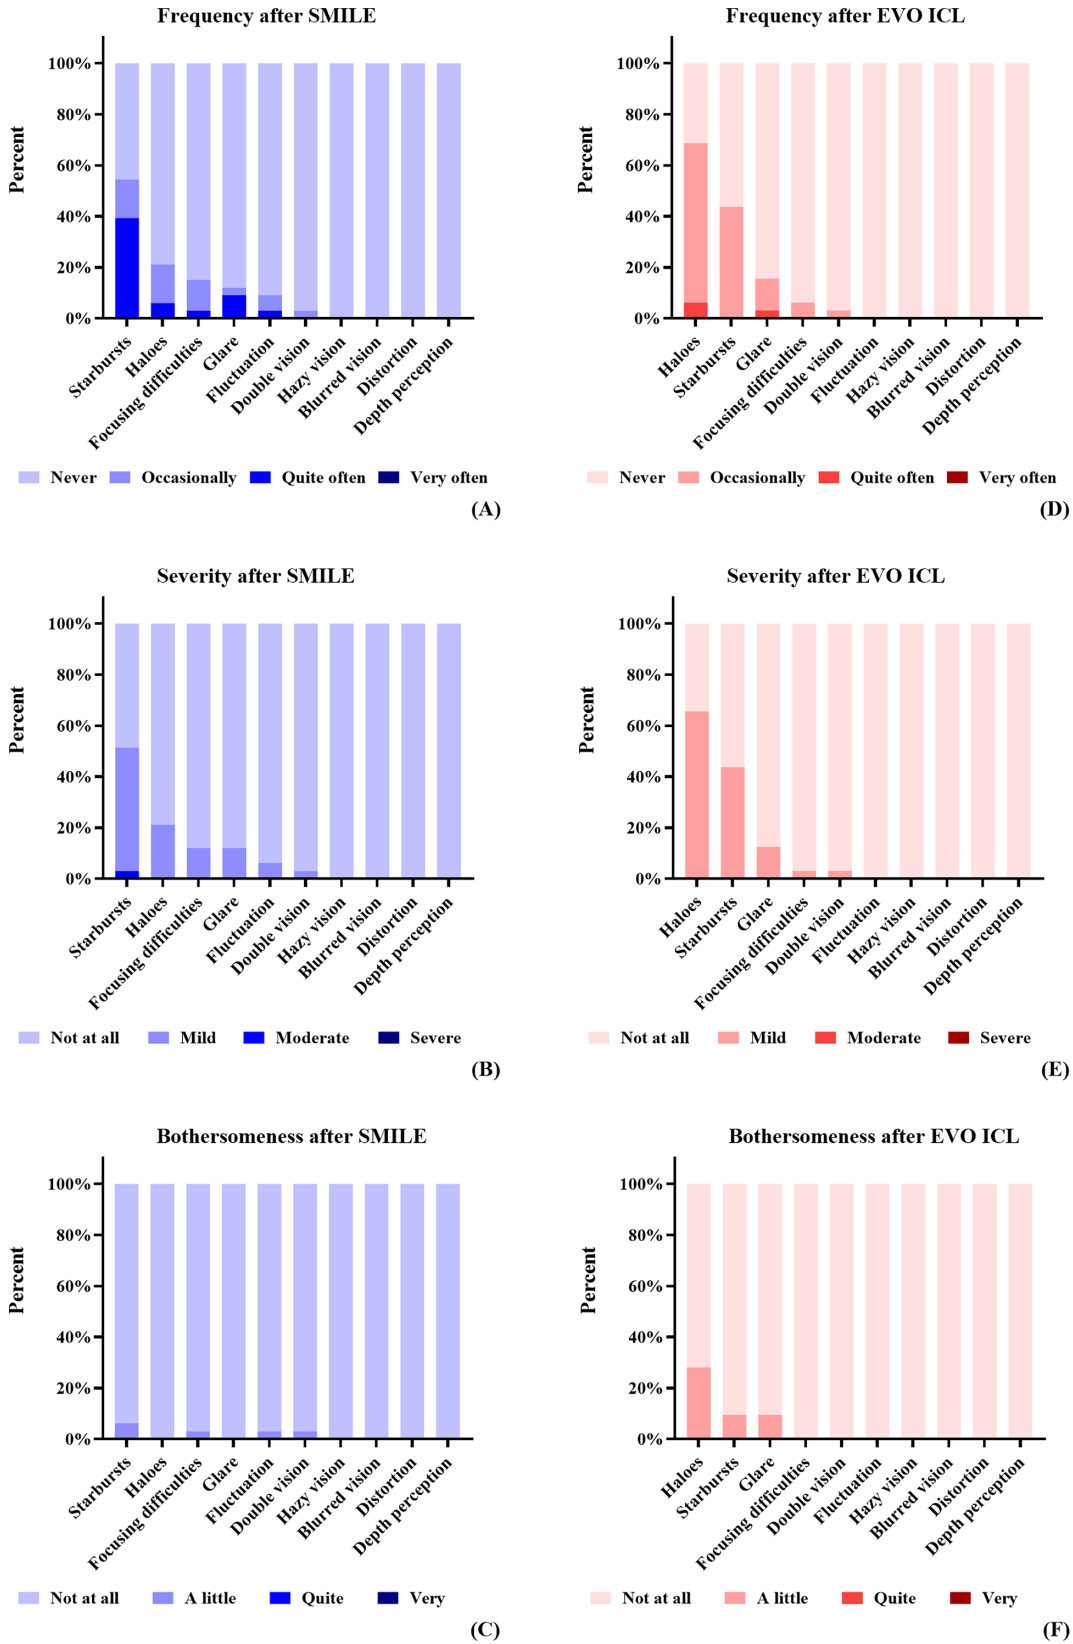 Frequency after SMILE
Percent
100%
80%
60%
40%
20%
0%
Starbursts
Haloes
Focusing difficulties
Glare
Fluctuation
Double vision
Hazy vision
Blurred vision
Distortion
Depth perception
Never Occasionally Quite often Very often
(A)
Frequency after EVO ICL
Percent
100%
80%
60%
40%
20%
0%
Haloes
Starbursts
Glare
Focusing difficulties
Double vision
Fluctuation
Hazy vision
Blurred vision
Distortion
Depth perception
Never Occasionally Quite often Very often
(D)
Severity after SMILE
Percent
100%
80%
60%
40%
20%
0%
Starbursts
Haloes
Focusing difficulties
Glare
Fluctuation
Double vision
Hazy vision
Blurred vision
Distortion
Depth perception
Not at all Mild Moderate Severe
(B)
Severity after EVO ICL
Percent
100%
80%
60%
40%
20%
0%
Haloes
Starbursts
Glare
Focusing difficulties
Double vision
Fluctuation
Hazy vision
Blurred vision
Distortion
Depth perception
Not at all Mild Moderate Severe
(E)
Bothersomeness after SMILE
Percent
100%
80%
60%
40%
20%
0%
Starbursts
Haloes
Focusing difficulties
Glare
Fluctuation
Double vision
Hazy vision
Blurred vision
Distortion
Depth perception
Not at all A little Quite Very
(C)
Bothersomeness after EVO ICL
Percent
100%
80%
60%
40%
20%
0%
Haloes
Starbursts
Glare
Focusing difficulties
Double vision
Fluctuation
Hazy vision
Blurred vision
Distortion
Depth perception
Not at all A little Quite Very
(F)